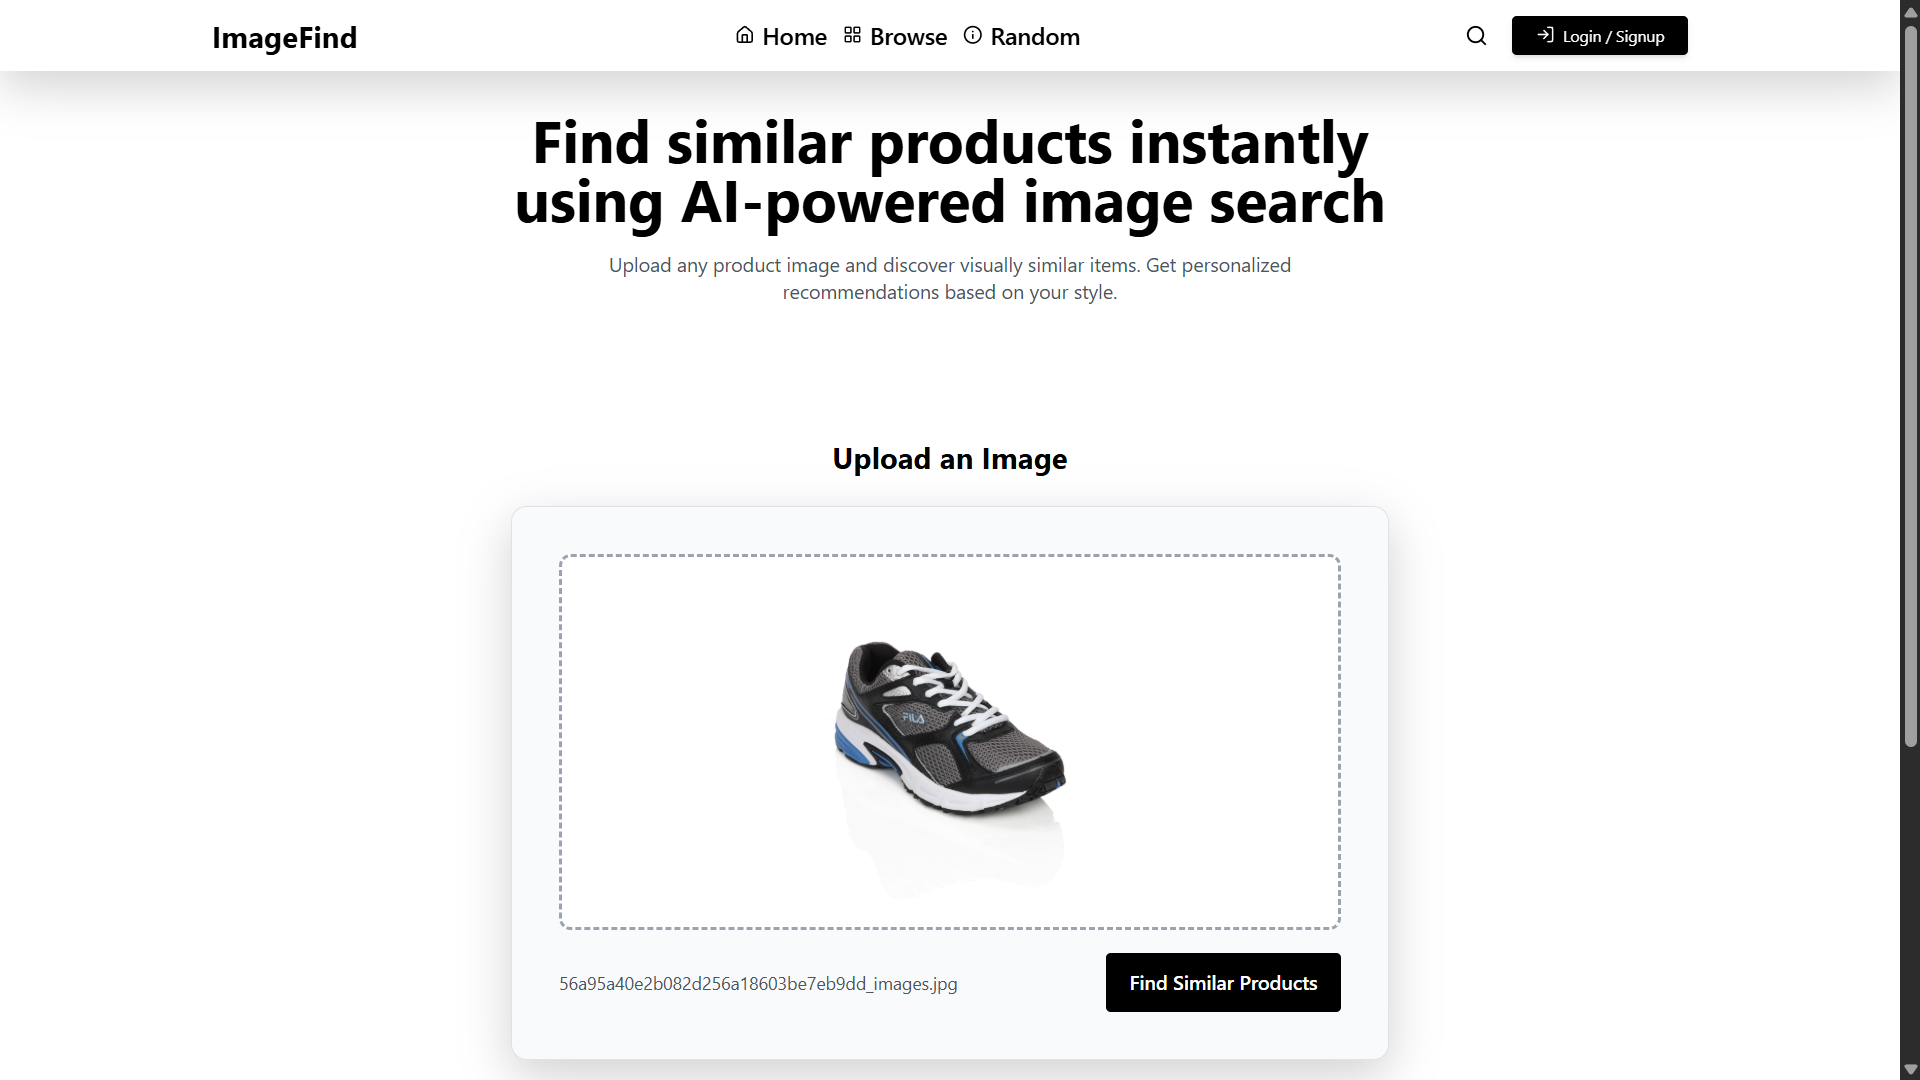 ImageFind
Home
Browse
Random
Login / Signup
Find similar products instantly
using AI-powered image search
Upload any product image and discover visually similar items. Get personalized
recommendations based on your style.
Upload an Image
FILA
56a95a40e2b082d256a18603be7eb9dd_images.jpg
Find Similar Products